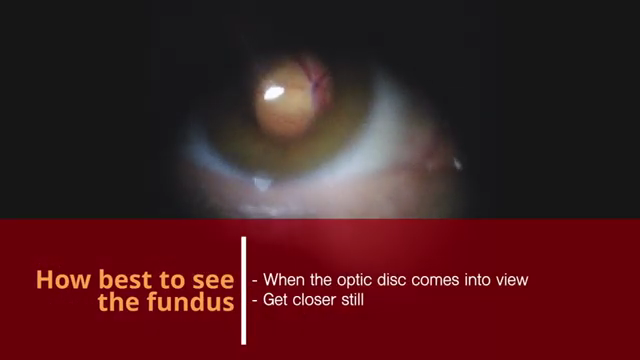 How best to see
the fundus
- When the optic disc comes into view
- Get closer still